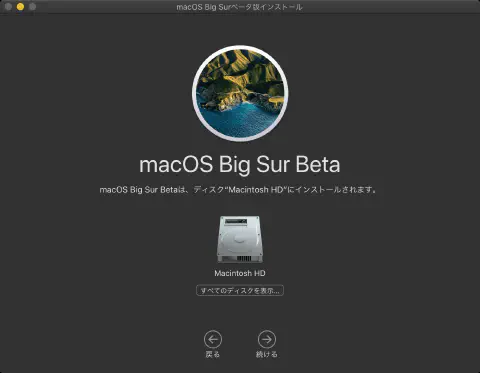 macOS Big Surベータ版インストール
macOS Big Sur Beta
macOS Big Sur Betaは、ディスク“Macintosh HD”にインストールされます。
Macintosh HD
すべてのディスクを表示...
戻る
続ける